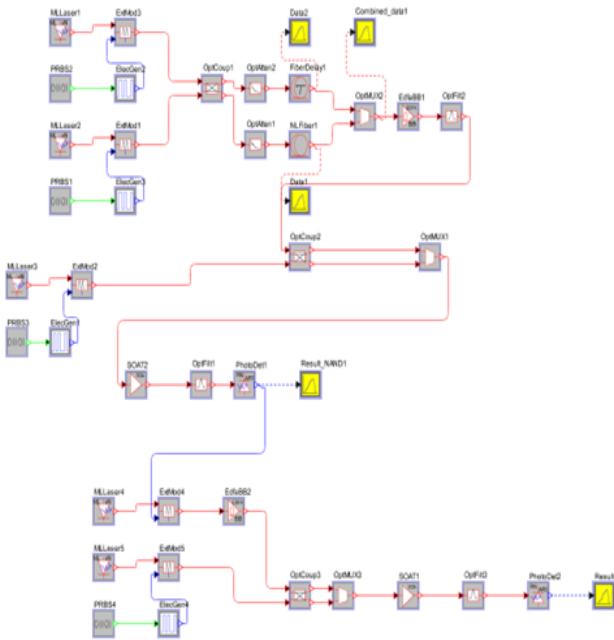 MLLaser1 ExtMod3 Data2 Combined_data1
PRBS2 ElecGen2 OptCoup1 OptAtten2 FiberDelay1 OptMUX2 EdfaBB1 OptFilt2
MLLaser2 ExtMod1 OptAtten1 NLFiber1
PRBS1 ElecGen3 Data1
OptCoup2 OptMUX1
MLLaser3 ExtMod2
PRBS3
SOAT2 OptFilt1 PhotoDet1 Result_NAND1
MLLaser4 ExtMod4 EdfaBB2
MLLaser5 ExtMod5 OptCoup3 OptMUX3 SOAT1 OptFilt3 PhotoDet2 Result
PRBS4 ElecGen4